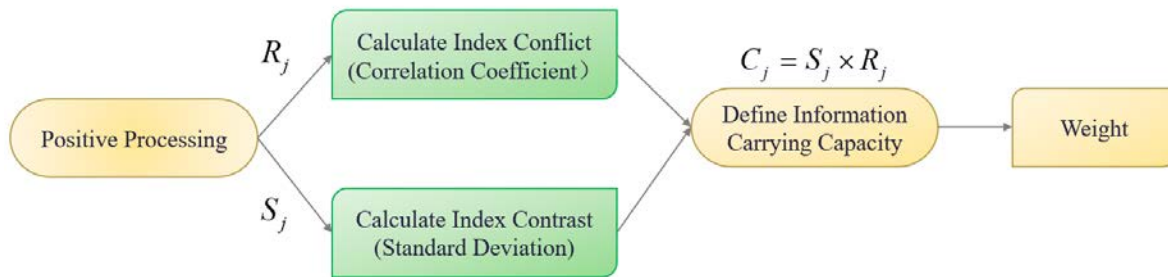 Positive Processing
R_j
Calculate Index Conflict
(Correlation Coefficient）
S_j
Calculate Index Contrast
(Standard Deviation)
C_j = S_j × R_j
Define Information
Carrying Capacity
Weight